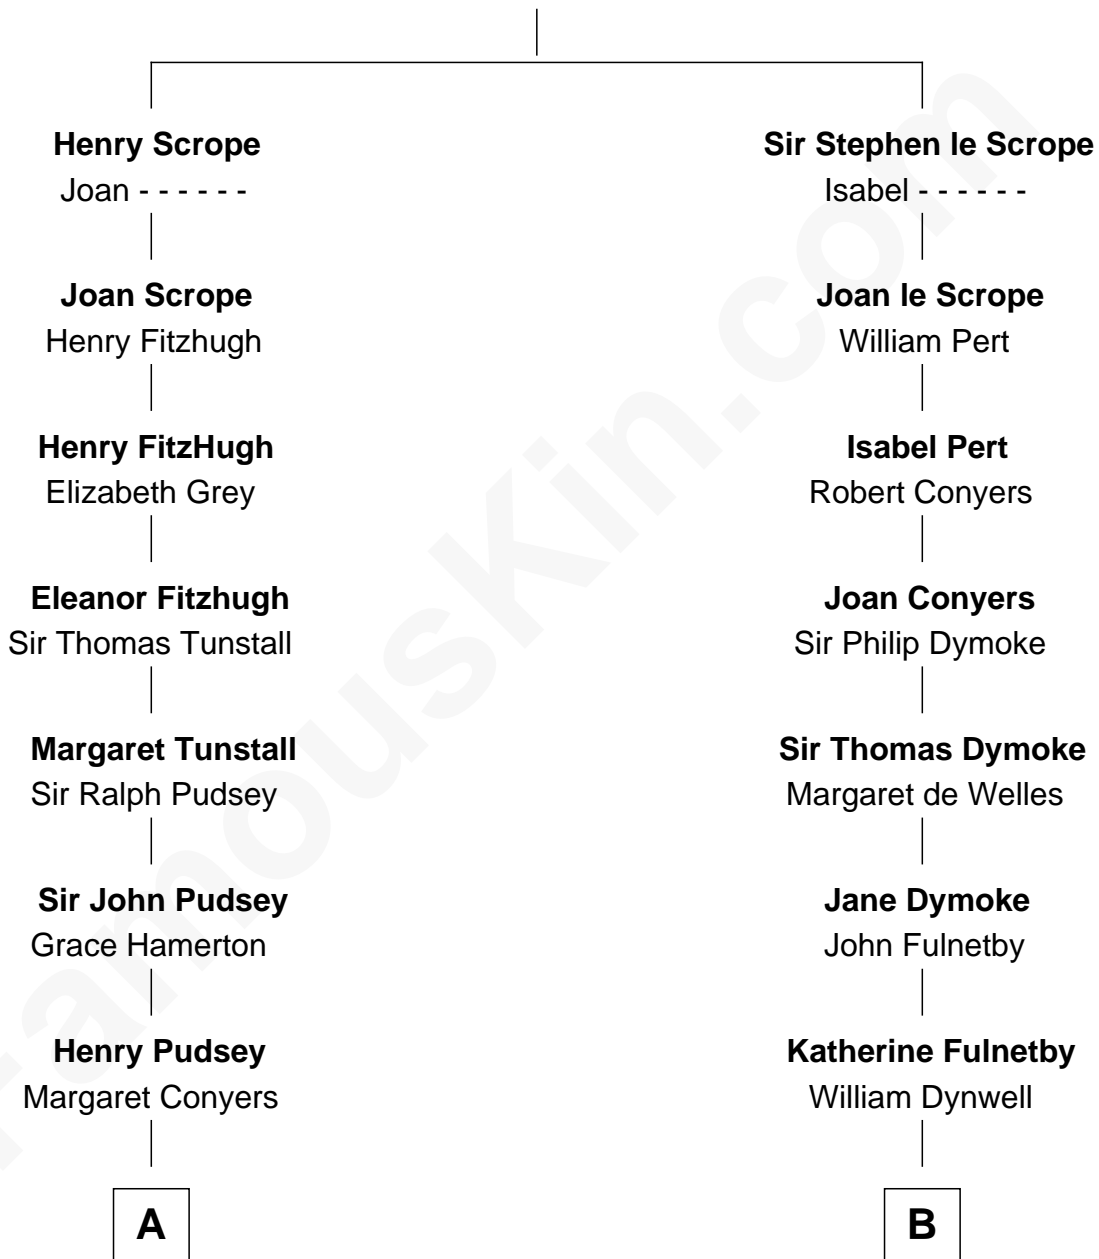 Henry Scrope
Joan - - - - - -
Joan Scrope
Henry Fitzhugh
Henry FitzHugh
Elizabeth Grey
Eleanor Fitzhugh
Sir Thomas Tunstall
Margaret Tunstall
Sir Ralph Pudsey
Sir John Pudsey
Grace Hamerton
Henry Pudsey
Margaret Conyers
A
Sir Stephen le Scrope
Isabel - - - - - -
Joan le Scrope
William Pert
Isabel Pert
Robert Conyers
Joan Conyers
Sir Philip Dymoke
Sir Thomas Dymoke
Margaret de Welles
Jane Dymoke
John Fulnetby
Katherine Fulnetby
William Dynwell
B
FamousKin.com